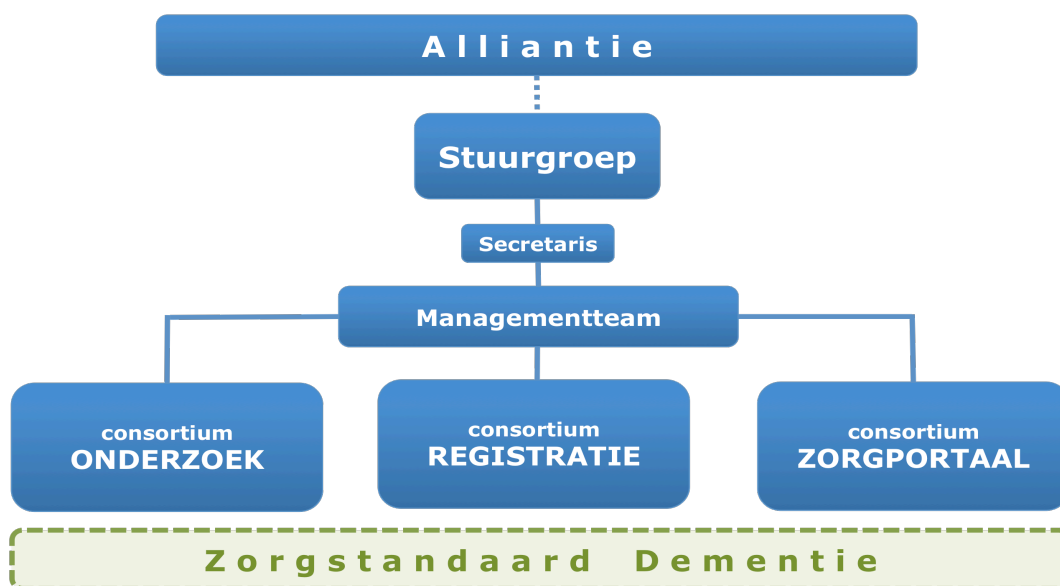 Alliantie
Stuurgroep
Secretaris
Managementteam
consortium
ONDERZOEK
consortium
REGISTRATIE
consortium
ZORGPORTAAL
Zorgstandaard Dementie